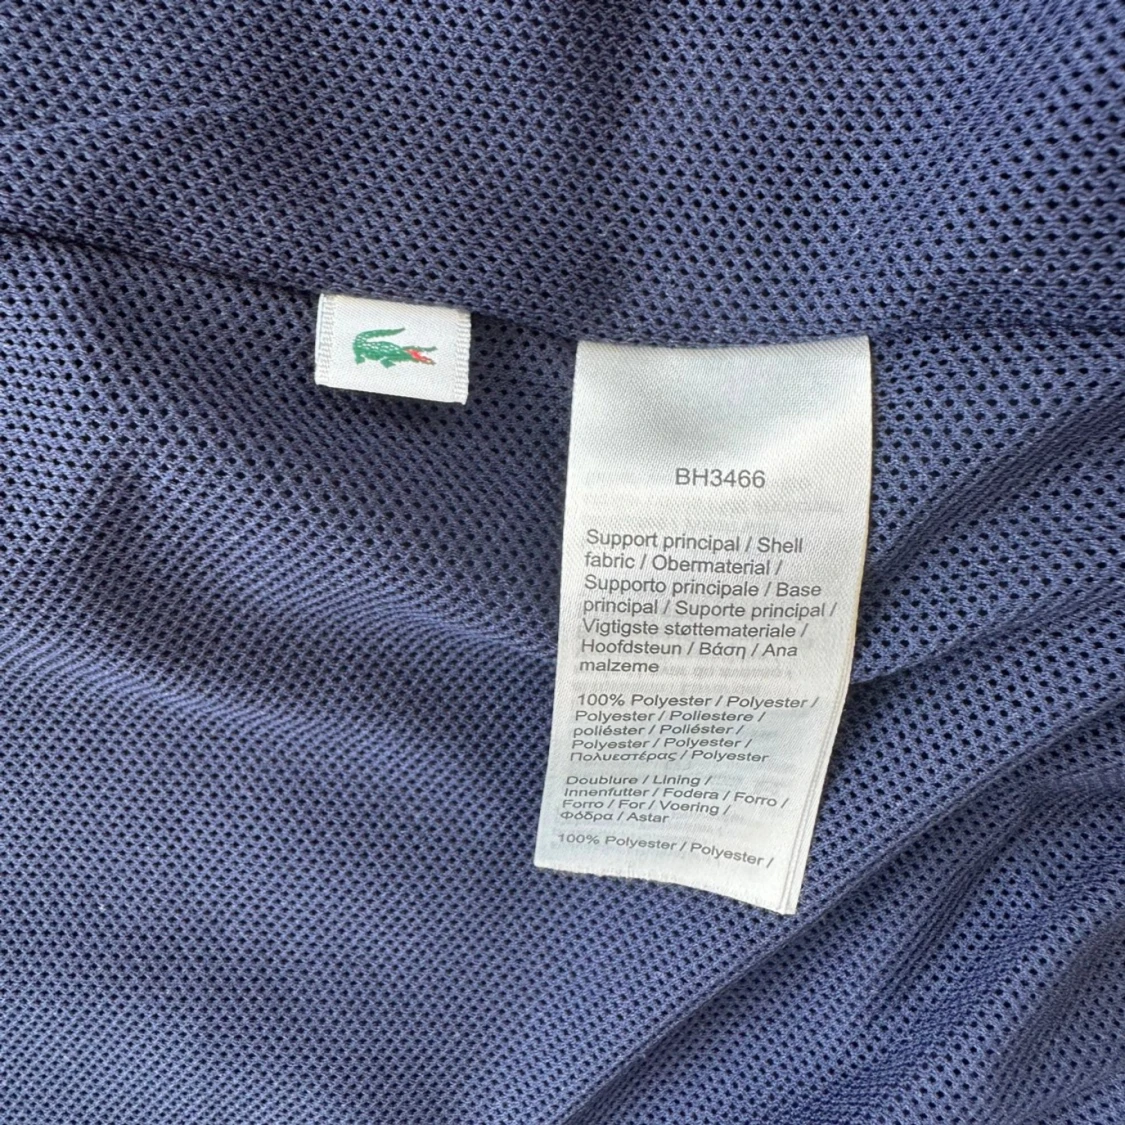 BH3466
Support principal / Shell
fabric / Obermaterial /
Supporto principale / Base
principal / Suporte principal /
Vigtigste støttemateriale /
Hoofdsteun / Βάση / Ana
malzeme
100% Polyester / Polyester /
Polyester / Poliestere /
poliéster / Poliéster /
Polyester / Polyester /
Πολυεστέρας / Polyester
Doublure / Lining /
Innenfutter / Fodera / Forro /
Forro / For / Voering /
Φόδρα / Astar
100% Polyester / Polyester /